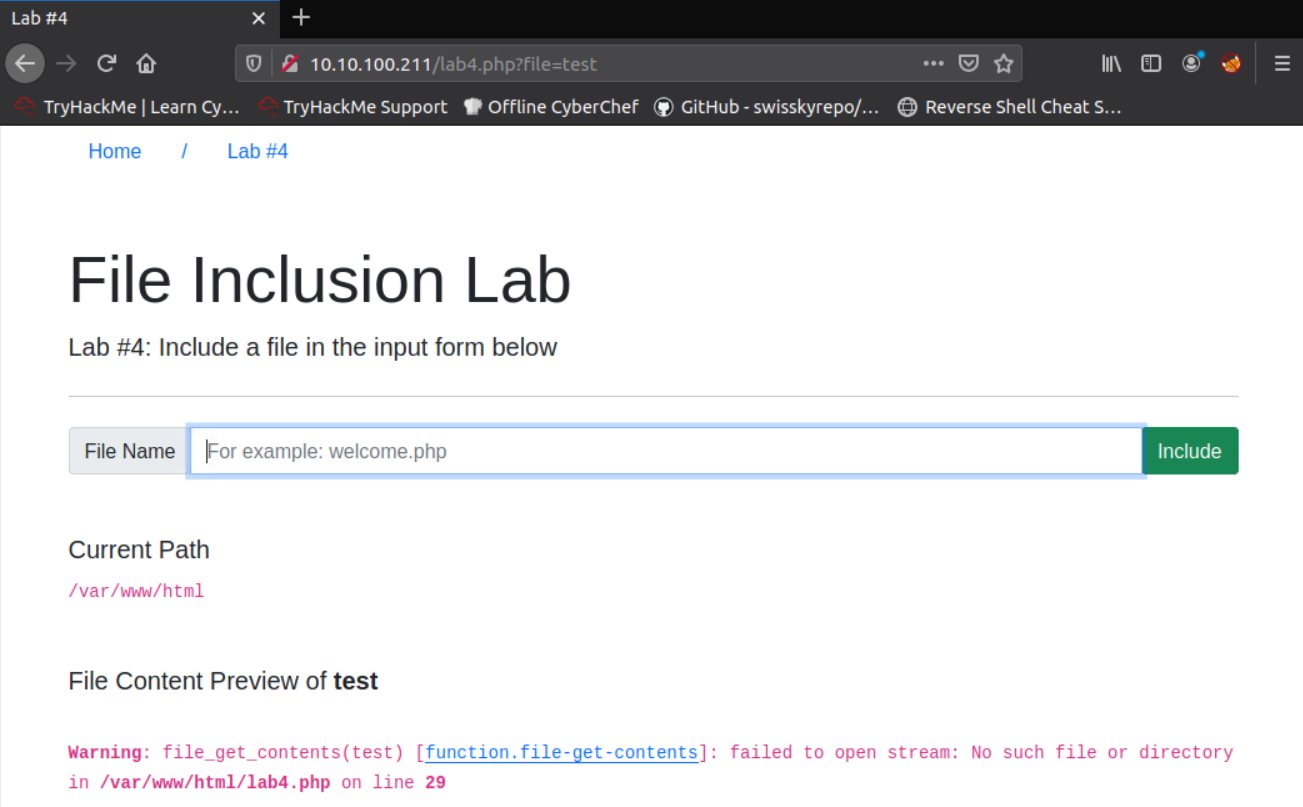 Lab #4
10.10.100.211/lab4.php?file=test
TryHackMe | Learn Cy… TryHackMe Support Offline CyberChef GitHub - swisskyrepo/… Reverse Shell Cheat S…
Home / Lab #4
File Inclusion Lab
Lab #4: Include a file in the input form below
File Name For example: welcome.php Include
Current Path
/var/www/html
File Content Preview of test
Warning: file_get_contents(test) [function.file-get-contents]: failed to open stream: No such file or directory
in /var/www/html/lab4.php on line 29